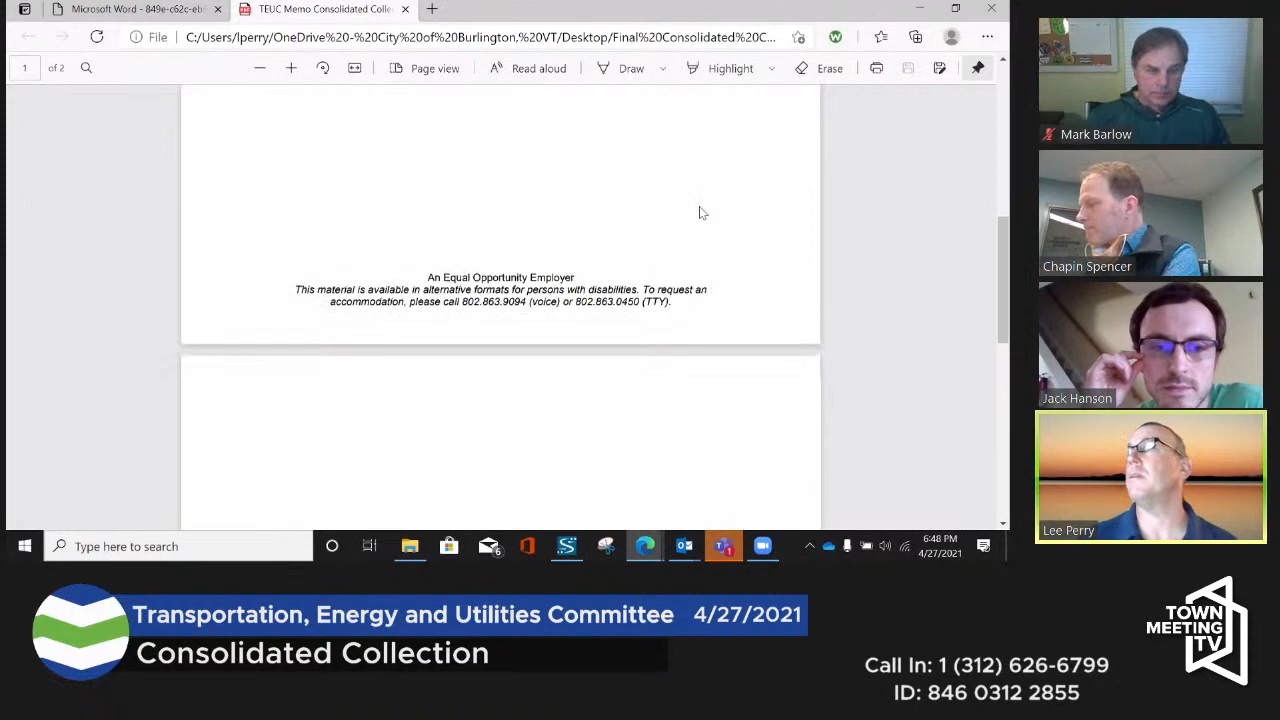 Microsoft Word - 849e-c62c-eb
TEUC Memo Consolidated Collec
File
C:/Users/lperry/OneDrive%20-%20City%20of%20Burlington,%20VT/Desktop/Final%20Consolidated%20C...
1 of 2
Page view
Read aloud
Draw
Highlight
Erase
An Equal Opportunity Employer
This material is available in alternative formats for persons with disabilities. To request an
accommodation, please call 802.863.9094 (voice) or 802.863.0450 (TTY).
Mark Barlow
Chapin Spencer
Jack Hanson
Lee Perry
Type here to search
6
1
6:48 PM
4/27/2021
Transportation, Energy and Utilities Committee 4/27/2021
Consolidated Collection
TOWN
MEETING
TV
Call In: 1 (312) 626-6799
ID: 846 0312 2855